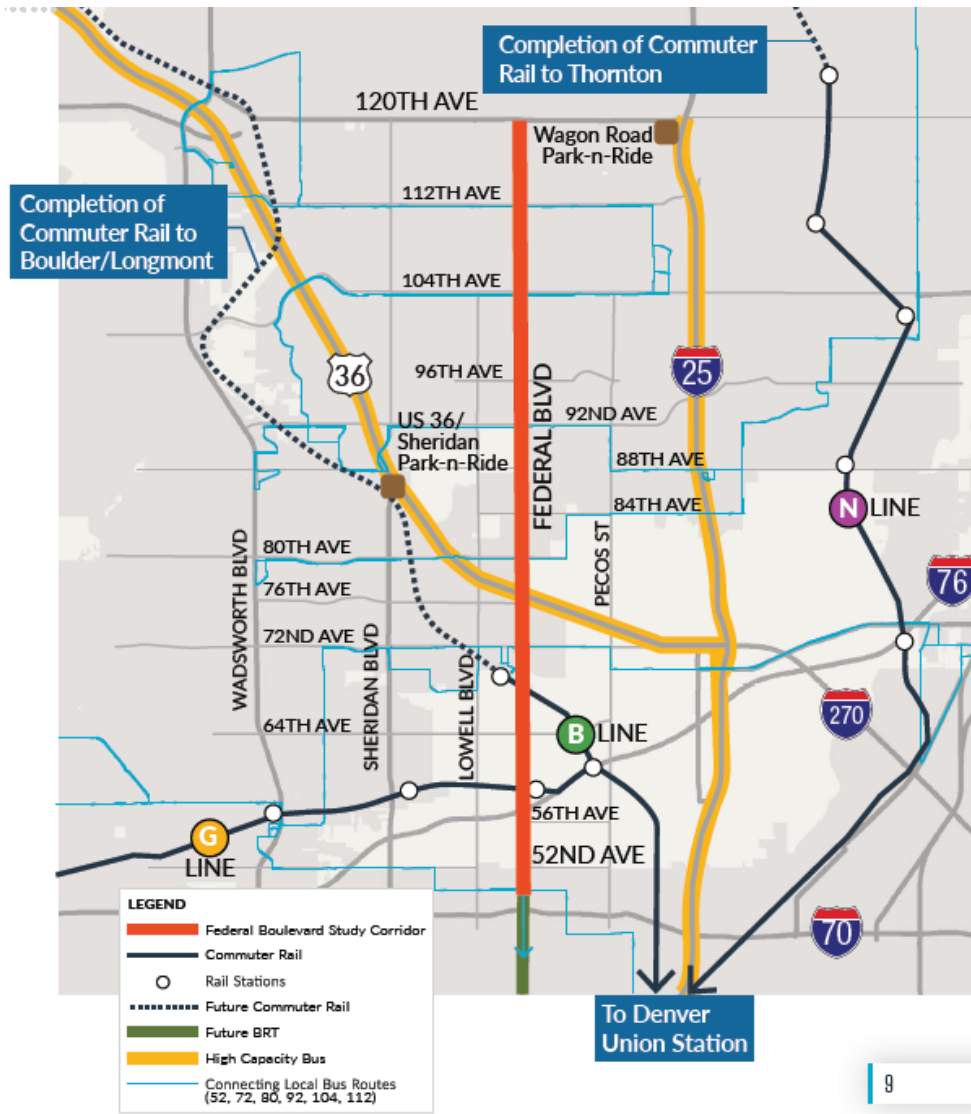 Completion of Commuter
Rail to Thornton
120TH AVE
Wagon Road
Park-n-Ride
Completion of
Commuter Rail to
Boulder/Longmont
112TH AVE
104TH AVE
36
25
96TH AVE
92ND AVE
US 36/
Sheridan
Park-n-Ride
FEDERAL BLVD
88TH AVE
84TH AVE
N LINE
WADSWORTH BLVD
80TH AVE
76TH AVE
PECOS ST
76
72ND AVE
SHERIDAN BLVD
LOWELL BLVD
64TH AVE
B LINE
270
56TH AVE
G
LINE
52ND AVE
70
LEGEND
Federal Boulevard Study Corridor
Commuter Rail
Rail Stations
Future Commuter Rail
Future BRT
High Capacity Bus
Connecting Local Bus Routes
(52, 72, 80, 92, 104, 112)
To Denver
Union Station
9